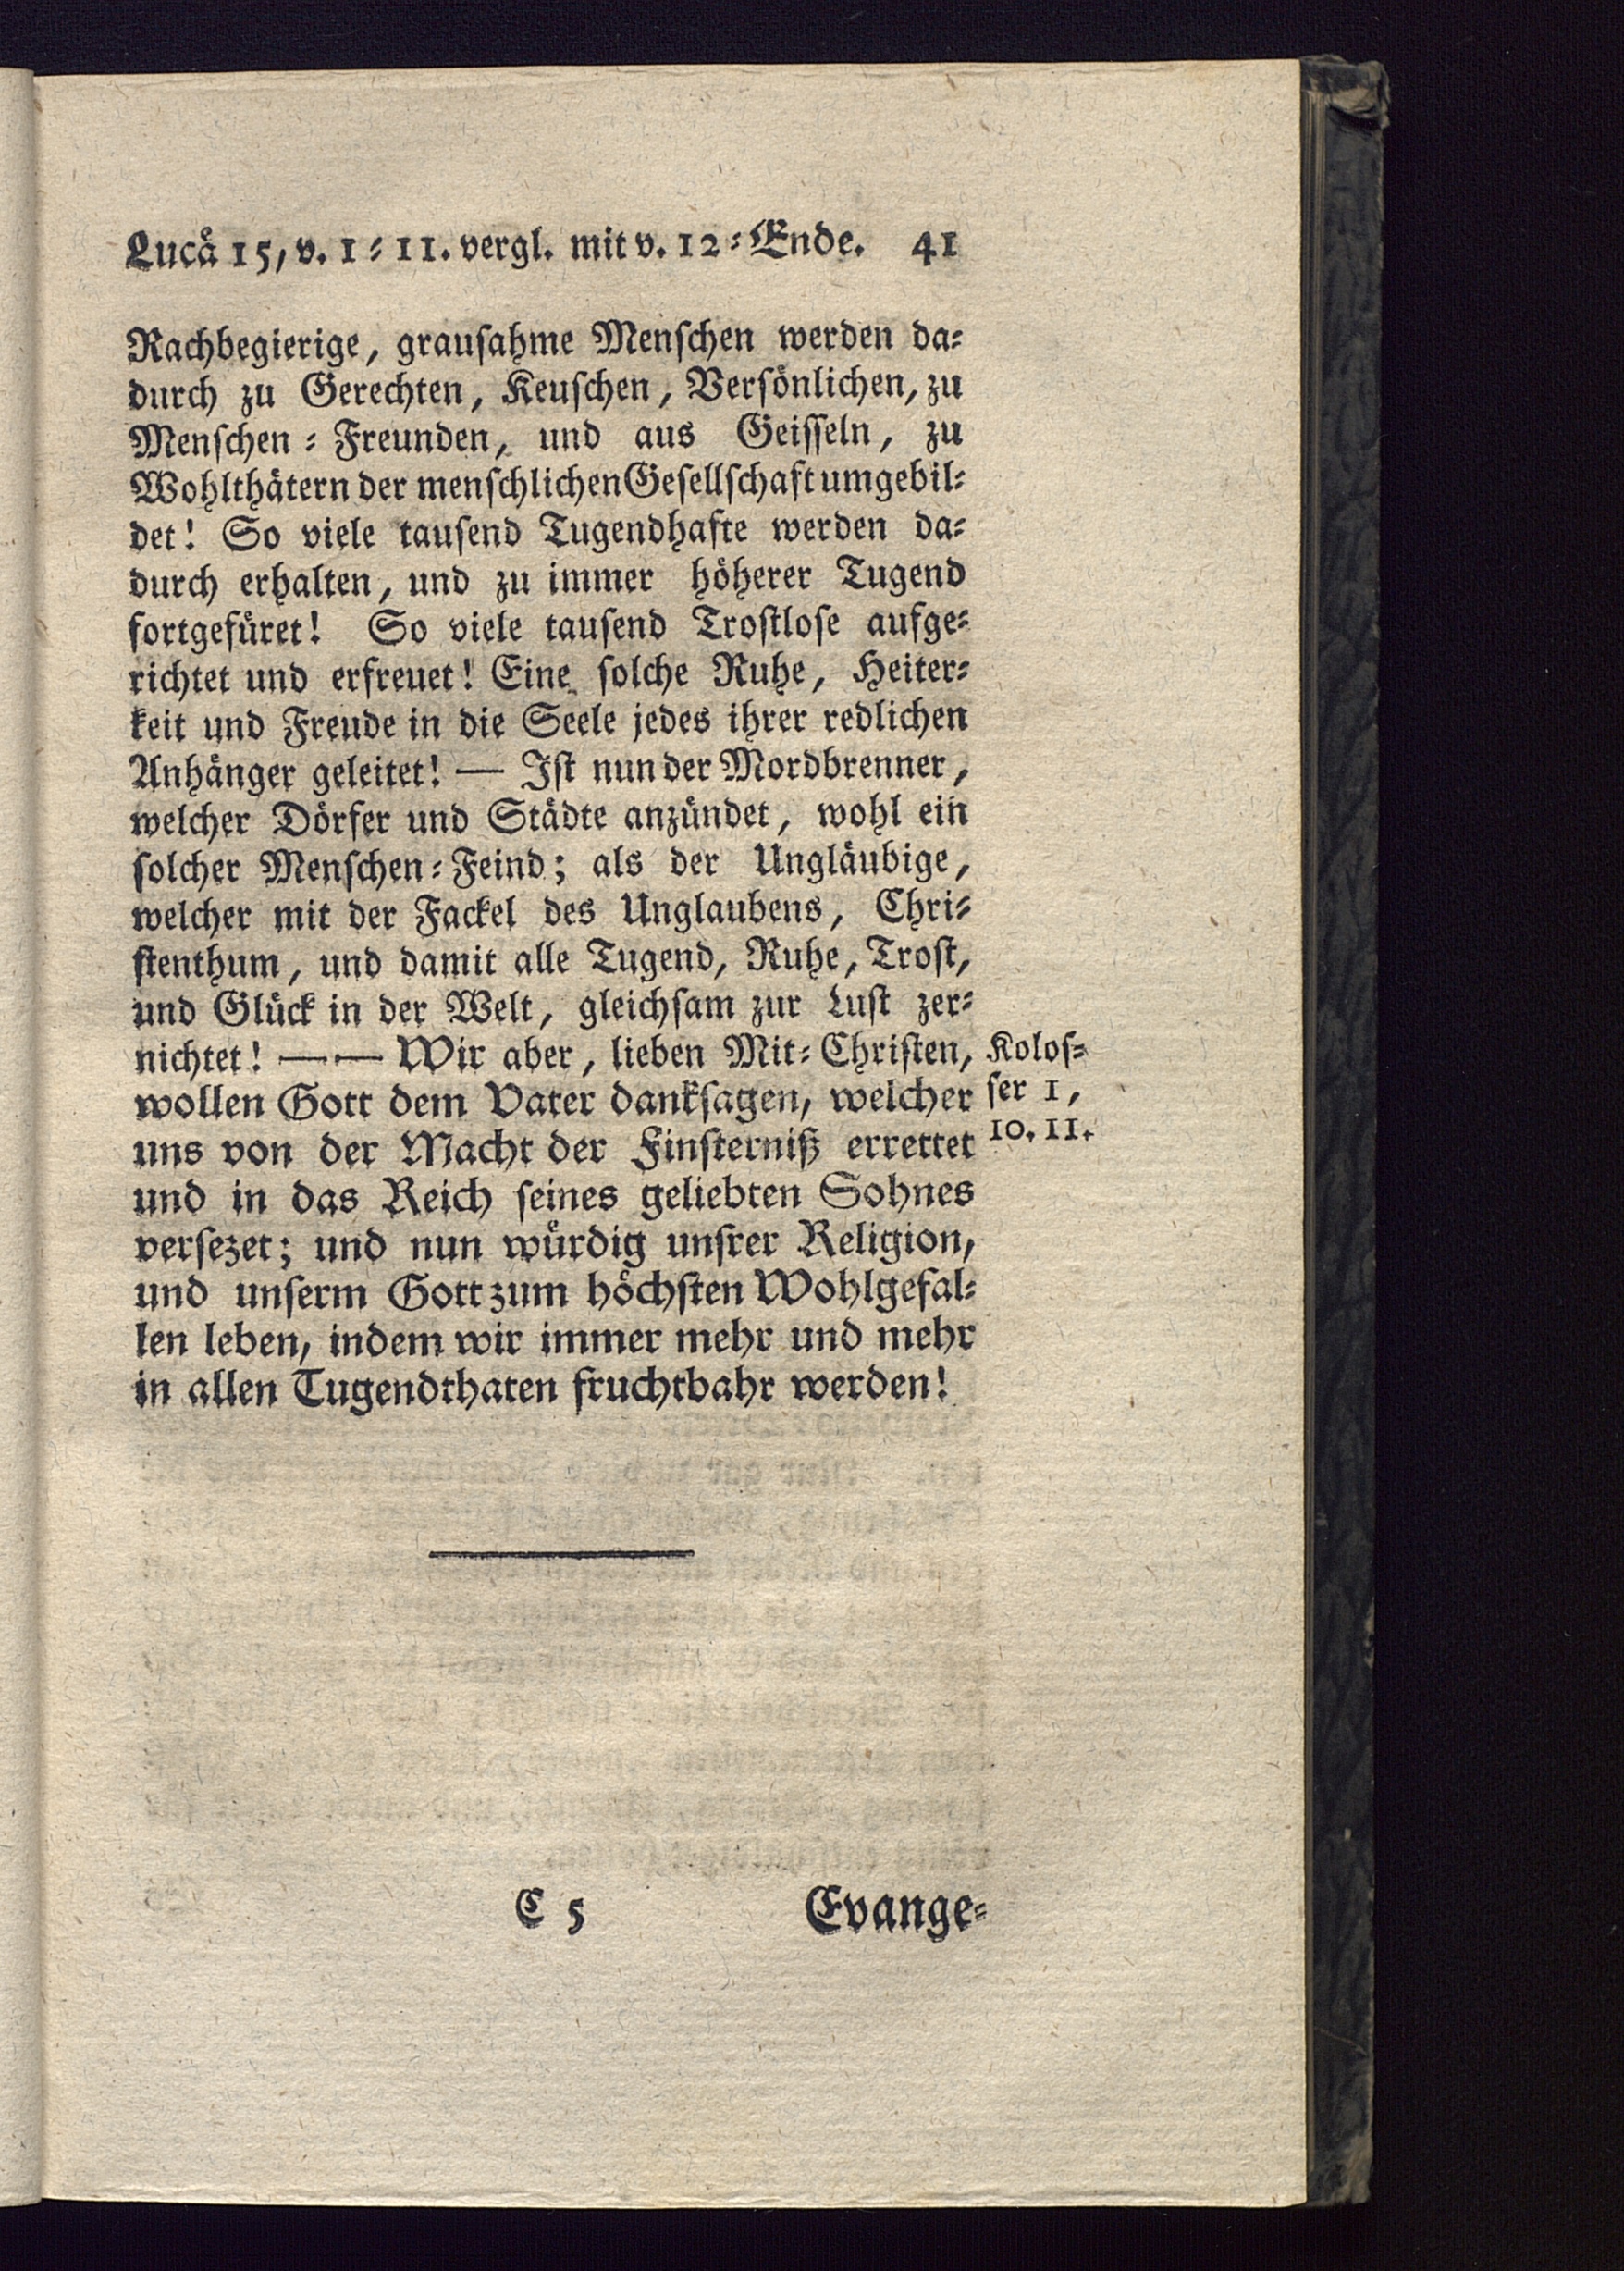 Lucä 15, v. 1-11. vergl. mit v. 12-Ende. 41
Rachbegierige, grausahme Menschen werden da-
durch zu Gerechten, Keuschen, Versönlichen, zu
Menschen-Freunden, und aus Geisseln, zu
Wohlthätern der menschlichen Gesellschaft umgebil-
det! So viele tausend Tugendhafte werden da-
durch erhalten, und zu immer höherer Tugend
fortgefüret! So viele tausend Trostlose aufge-
richtet und erfreuet! Eine solche Ruhe, Heiter-
keit und Freude in die Seele jedes ihrer redlichen
Anhänger geleitet! — Ist nun der Mordbrenner,
welcher Dörfer und Städte anzündet, wohl ein
solcher Menschen-Feind; als der Ungläubige,
welcher mit der Fackel des Unglaubens, Chri-
stenthum, und damit alle Tugend, Ruhe, Trost,
und Glück in der Welt, gleichsam zur Lust zer-
nichtet! — — Wir aber, lieben Mit-Christen,
wollen Gott dem Vater danksagen, welcher
uns von der Macht der Finsterniß errettet
und in das Reich seines geliebten Sohnes
versezet; und nun würdig unsrer Religion,
und unserm Gott zum höchsten Wohlgefal-
len leben, indem wir immer mehr und mehr
in allen Tugendthaten fruchtbahr werden!
Kolos-
ser 1,
10. 11.
C 5 Evange-